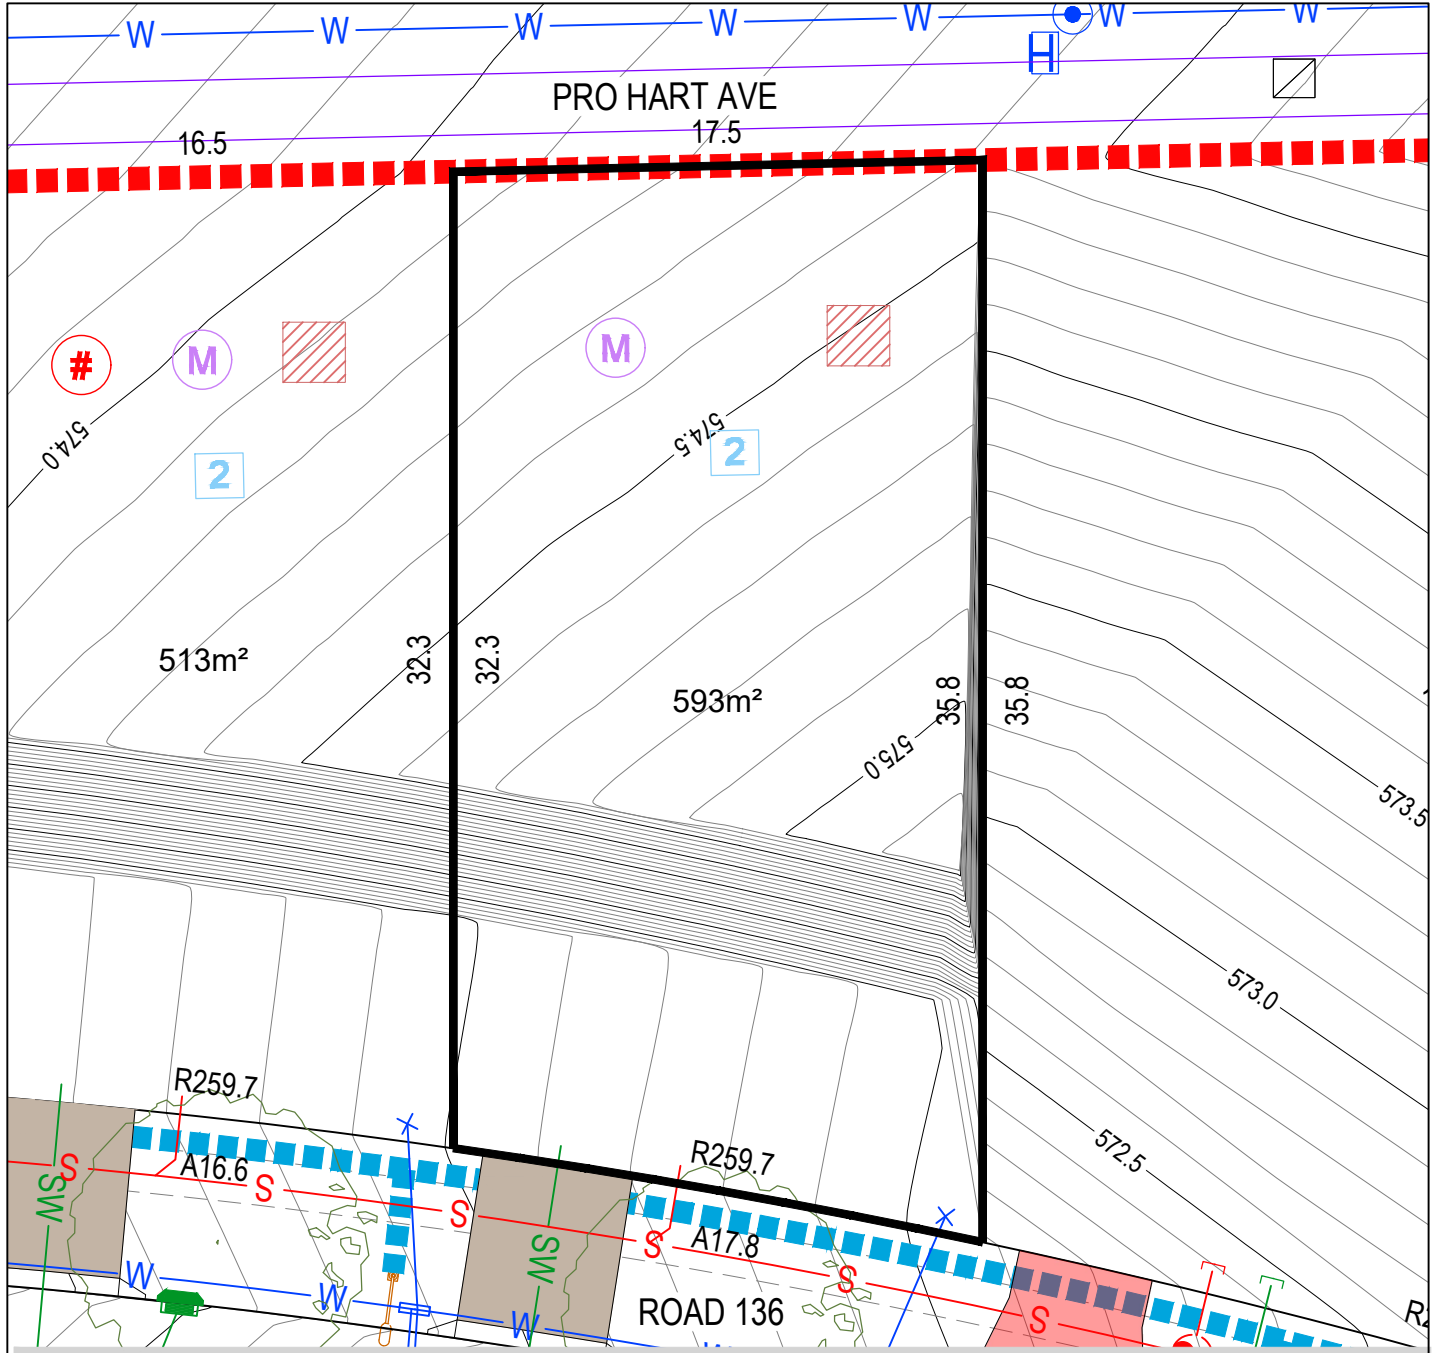 W W W W W W W
H
PRO HART AVE
16.5
17.5
#
M
M
574.0
574.5
2
2
513m²
32.3
32.3
593m²
35.8
35.8
575.0
573.5
573.0
572.5
R259.7
R259.7
A16.6
A17.8
S
S
S
S
S
S
SW
SW
W
W
W
ROAD 136